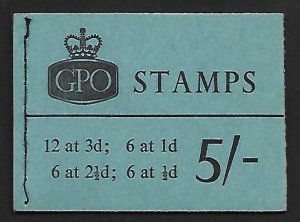 GPO STAMPS
12 at 3d; 6 at 1d
6 at 2½d; 6 at ½d
5/-